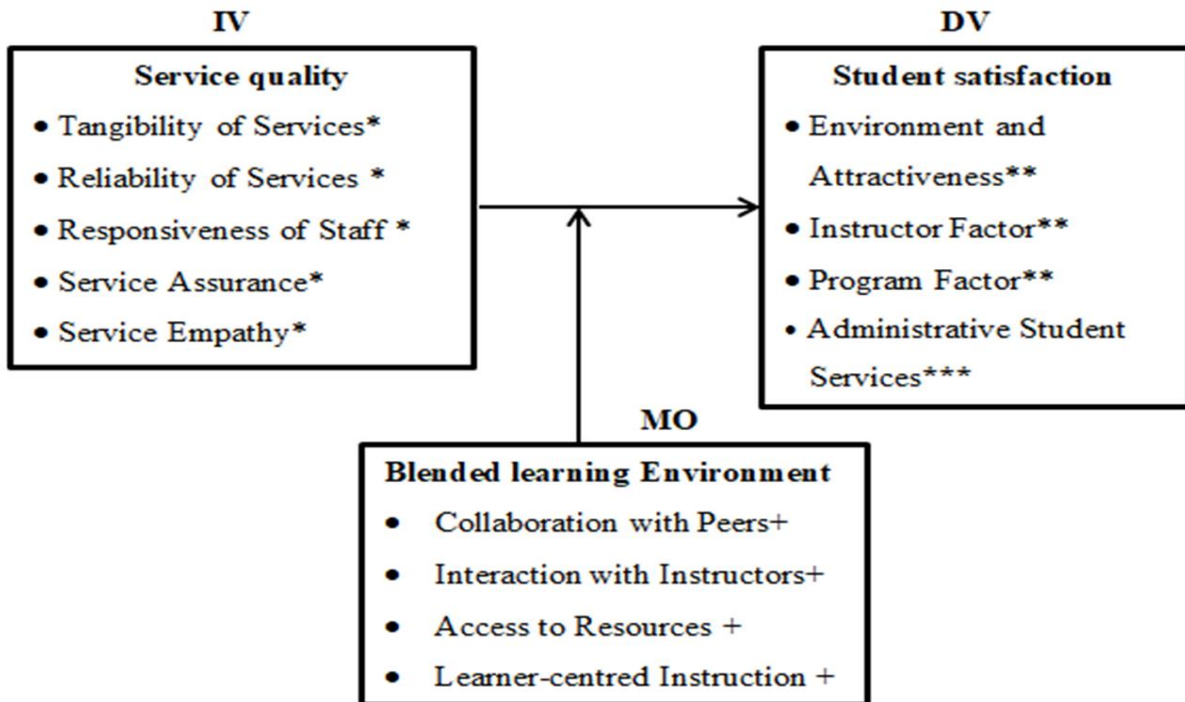 IV
Service quality
• Tangibility of Services*
• Reliability of Services *
• Responsiveness of Staff *
• Service Assurance*
• Service Empathy*
DV
Student satisfaction
• Environment and
Attractiveness**
• Instructor Factor**
• Program Factor**
• Administrative Student
Services***
MO
Blended learning Environment
• Collaboration with Peers+
• Interaction with Instructors+
• Access to Resources +
• Learner-centred Instruction +